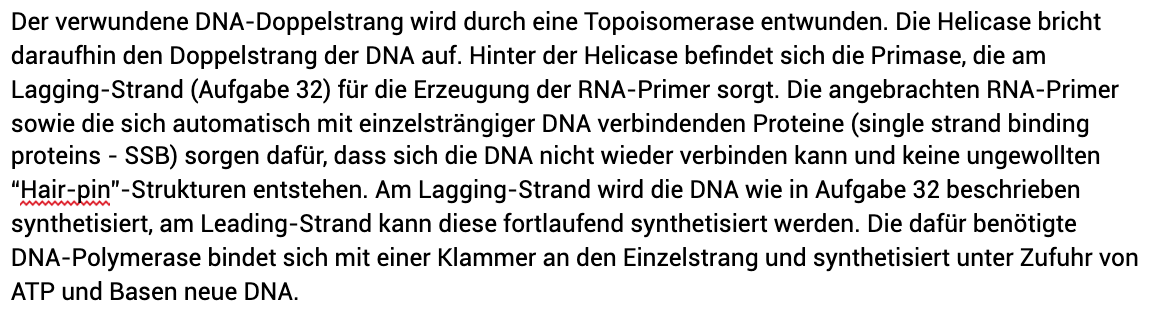 Der verwundene DNA-Doppelstrang wird durch eine Topoisomerase entwunden. Die Helicase bricht
daraufhin den Doppelstrang der DNA auf. Hinter der Helicase befindet sich die Primase, die am
Lagging-Strand (Aufgabe 32) für die Erzeugung der RNA-Primer sorgt. Die angebrachten RNA-Primer
sowie die sich automatisch mit einzelsträngiger DNA verbindenden Proteine (single strand binding
proteins - SSB) sorgen dafür, dass sich die DNA nicht wieder verbinden kann und keine ungewollten
“Hair-pin”-Strukturen entstehen. Am Lagging-Strand wird die DNA wie in Aufgabe 32 beschrieben
synthetisiert, am Leading-Strand kann diese fortlaufend synthetisiert werden. Die dafür benötigte
DNA-Polymerase bindet sich mit einer Klammer an den Einzelstrang und synthetisiert unter Zufuhr von
ATP und Basen neue DNA.